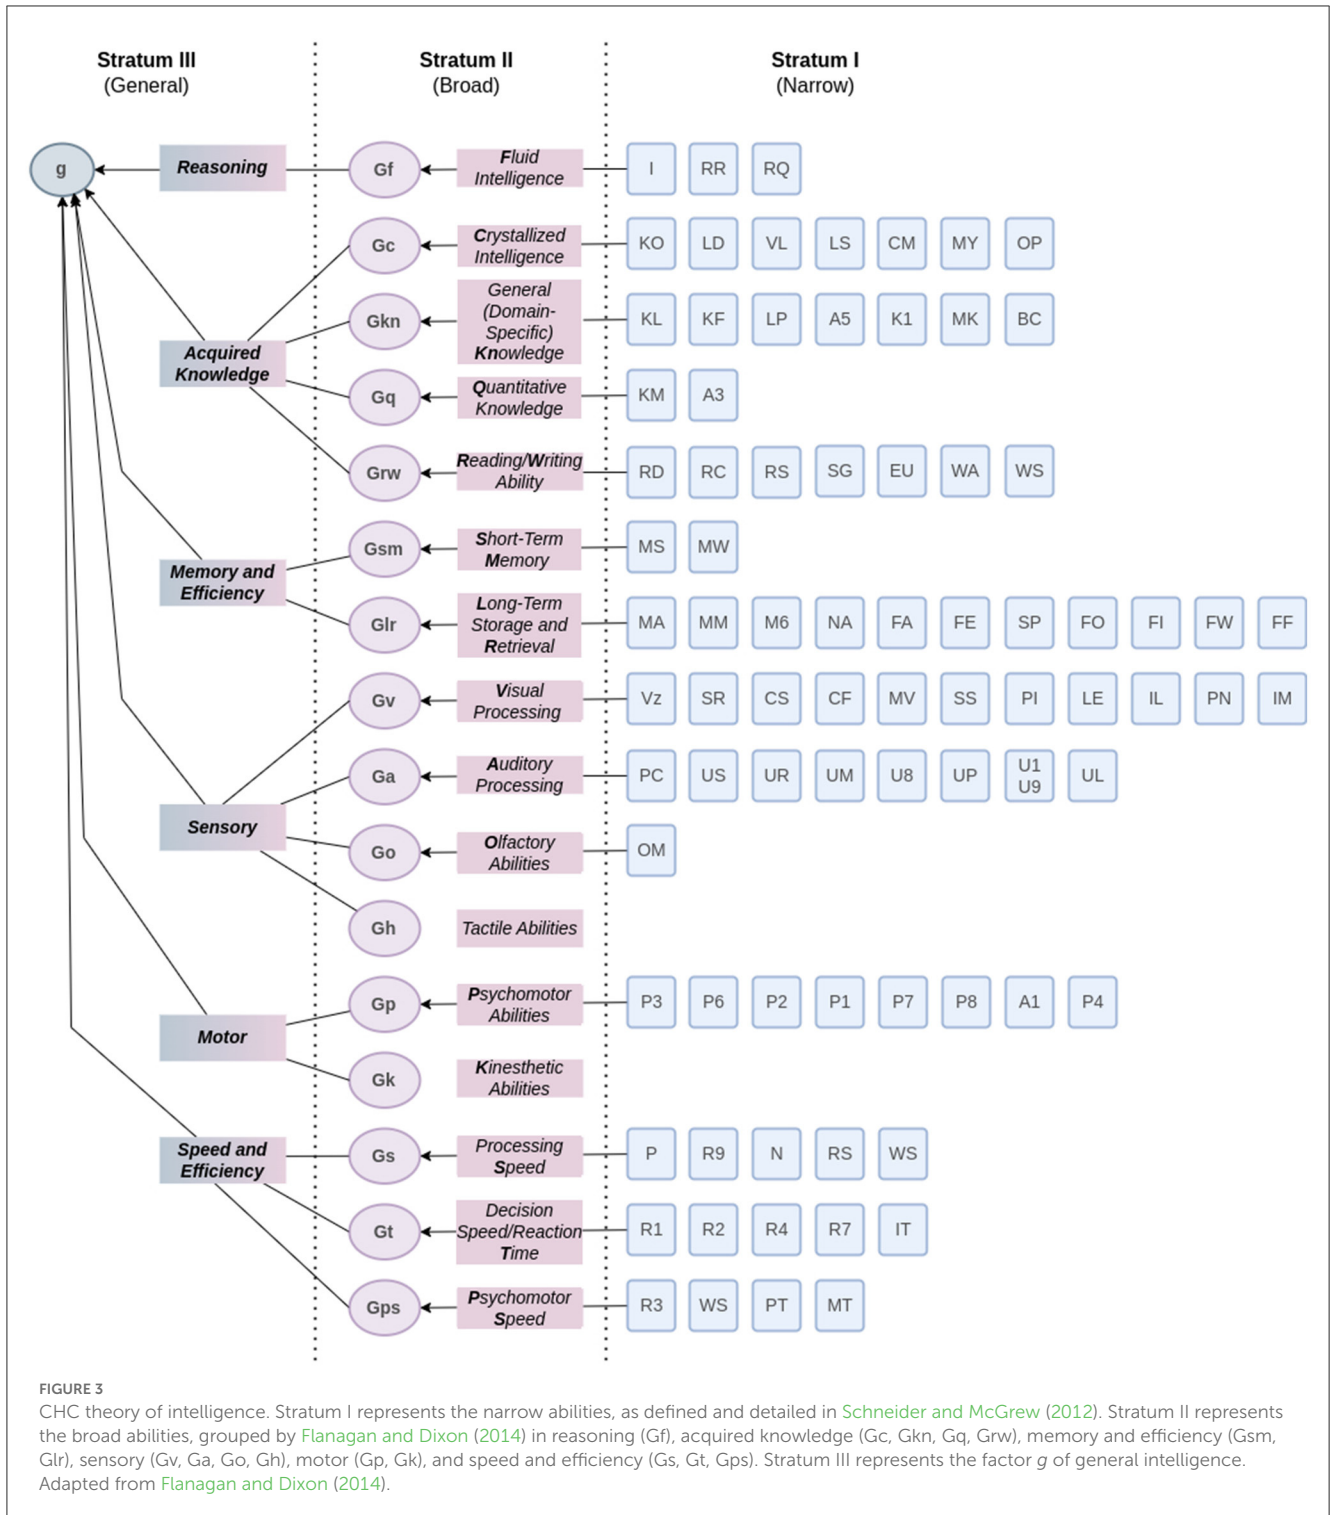 Stratum III
(General)
Stratum II
(Broad)
Stratum I
(Narrow)
g
Reasoning
Gf
Fluid
Intelligence
I RR RQ
Gc
Crystallized
Intelligence
KO LD VL LS CM MY OP
Gkn
General
(Domain-
Specific)
Knowledge
KL KF LP A5 K1 MK BC
Acquired
Knowledge
Gq
Quantitative
Knowledge
KM A3
Grw
Reading/Writing
Ability
RD RC RS SG EU WA WS
Gsm
Short-Term
Memory
MS MW
Memory and
Efficiency
Glr
Long-Term
Storage and
Retrieval
MA MM M6 NA FA FE SP FO FI FW FF
Gv
Visual
Processing
Vz SR CS CF MV SS PI LE IL PN IM
Ga
Auditory
Processing
PC US UR UM U8 UP U1 UL
U9
Sensory
Go
Olfactory
Abilities
OM
Gh
Tactile Abilities
Gp
Psychomotor
Abilities
P3 P6 P2 P1 P7 P8 A1 P4
Motor
Gk
Kinesthetic
Abilities
Speed and
Efficiency
Gs
Processing
Speed
P R9 N RS WS
Gt
Decision
Speed/Reaction
Time
R1 R2 R4 R7 IT
Gps
Psychomotor
Speed
R3 WS PT MT
FIGURE 3
CHC theory of intelligence. Stratum I represents the narrow abilities, as defined and detailed in Schneider and McGrew (2012). Stratum II represents
the broad abilities, grouped by Flanagan and Dixon (2014) in reasoning (Gf), acquired knowledge (Gc, Gkn, Gq, Grw), memory and efficiency (Gsm,
Glr), sensory (Gv, Ga, Go, Gh), motor (Gp, Gk), and speed and efficiency (Gs, Gt, Gps). Stratum III represents the factor g of general intelligence.
Adapted from Flanagan and Dixon (2014).